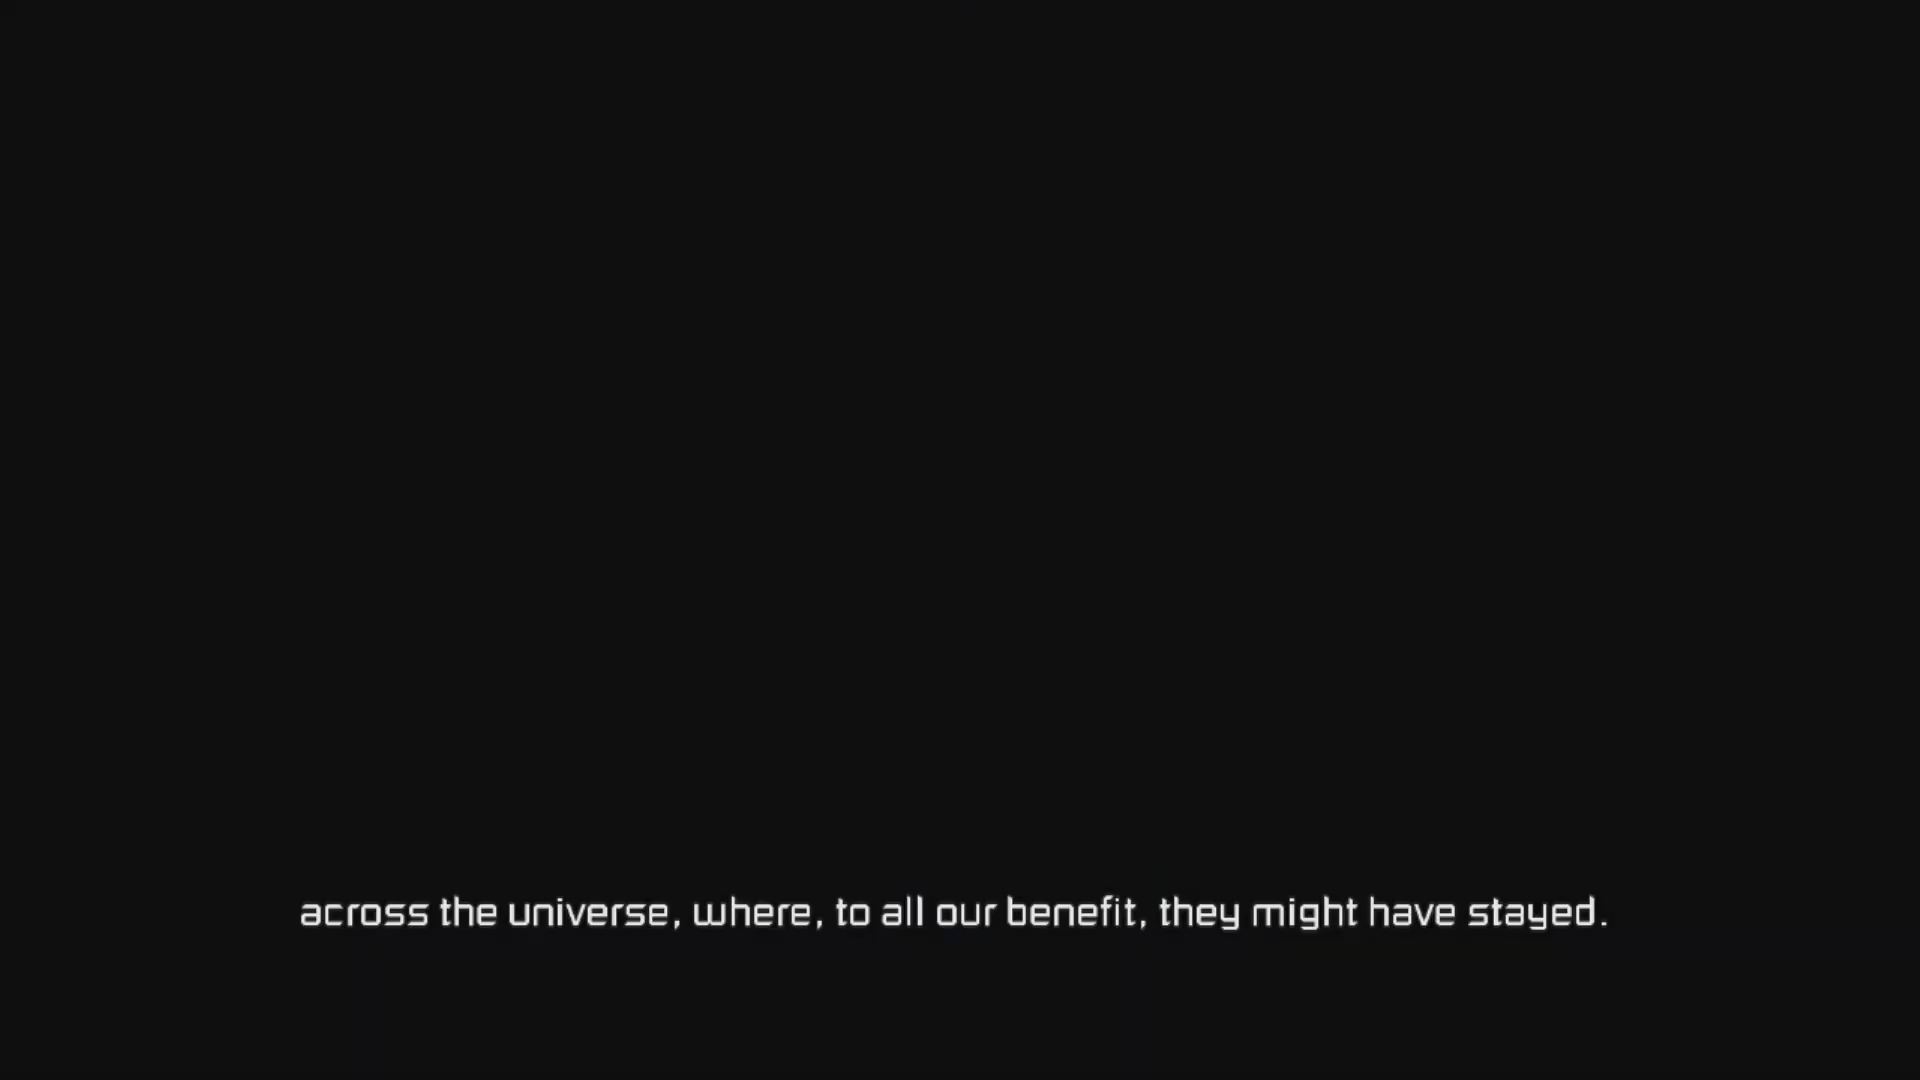 across the universe, where, to all our benefit, they might have stayed.